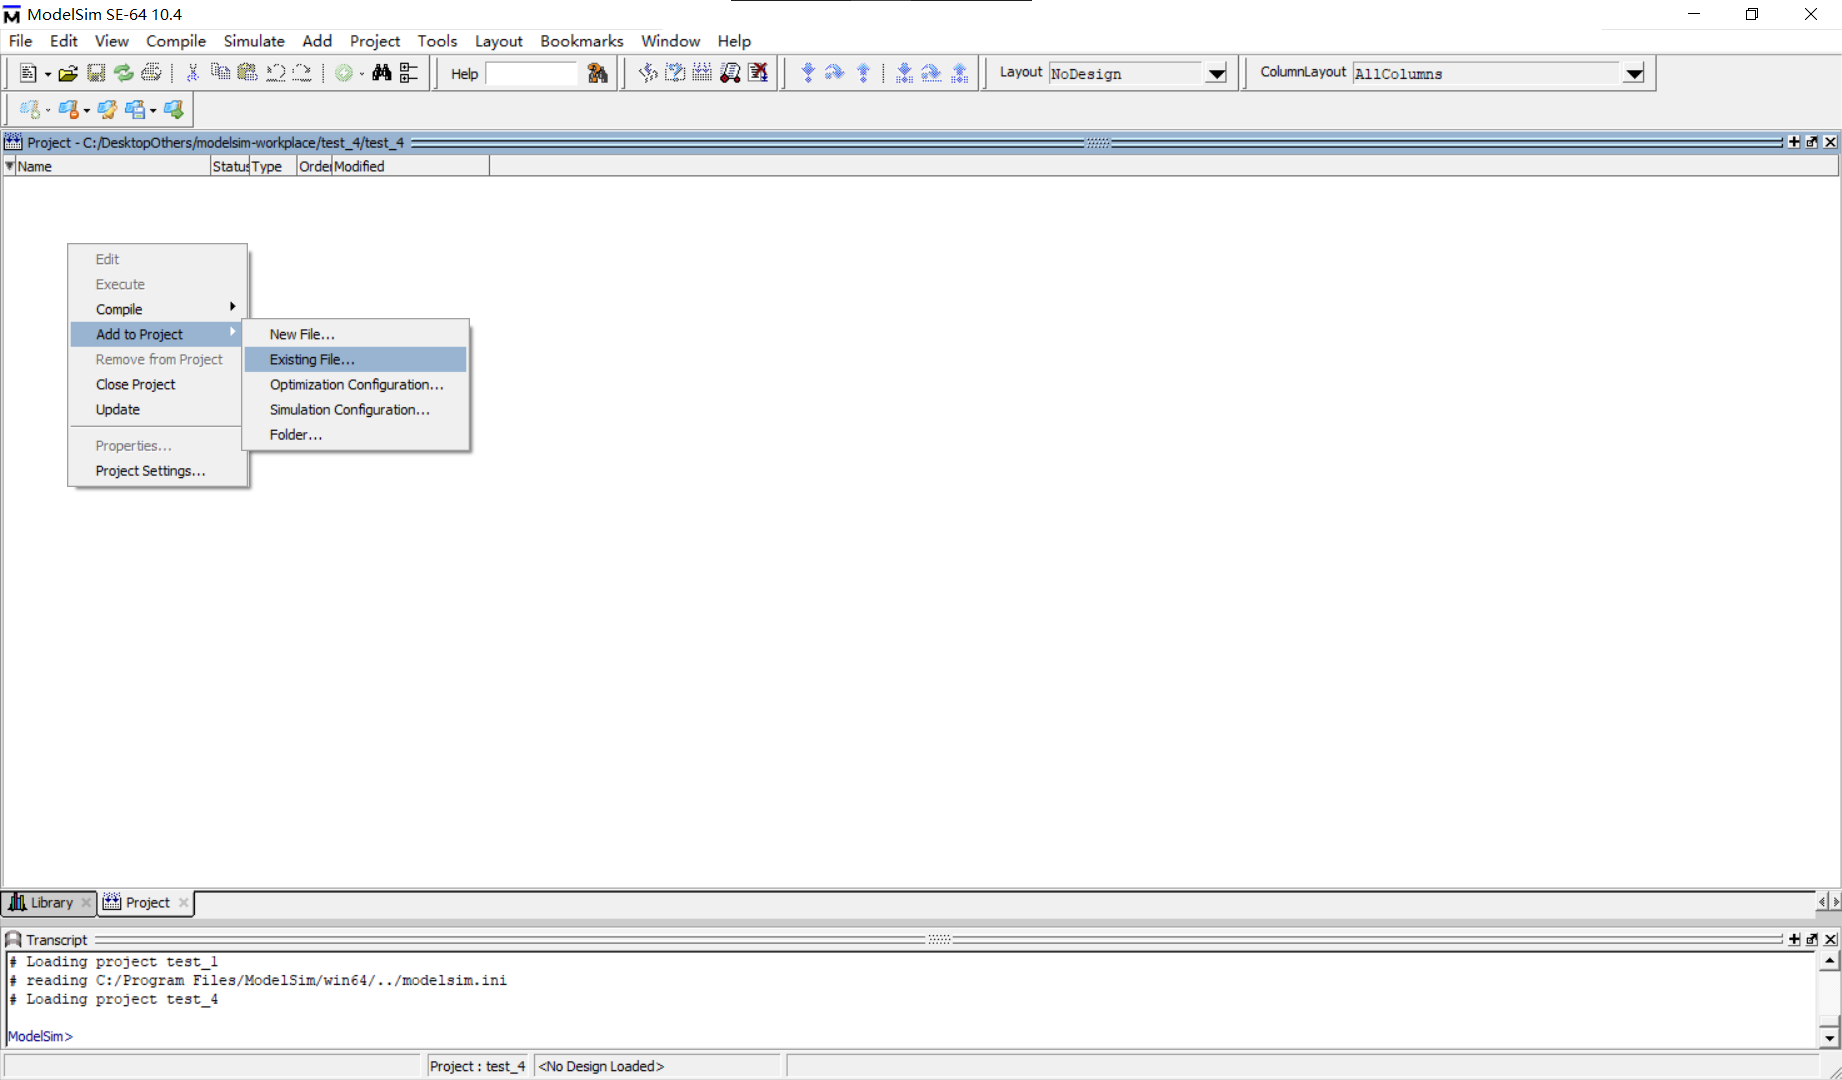 ModelSim SE-64 10.4
File Edit View Compile Simulate Add Project Tools Layout Bookmarks Window Help
Help Layout NoDesign ColumnLayout AllColumns
Project - C:/DesktopOthers/modelsim-workplace/test_4/test_4
Name Status Type Order Modified
Edit
Execute
Compile
Add to Project
Remove from Project
Close Project
Update
Properties...
Project Settings...
New File...
Existing File...
Optimization Configuration...
Simulation Configuration...
Folder...
Library Project
Transcript
# Loading project test_1
# reading C:/Program Files/ModelSim/win64/../modelsim.ini
# Loading project test_4
ModelSim>
Project : test_4 <No Design Loaded>